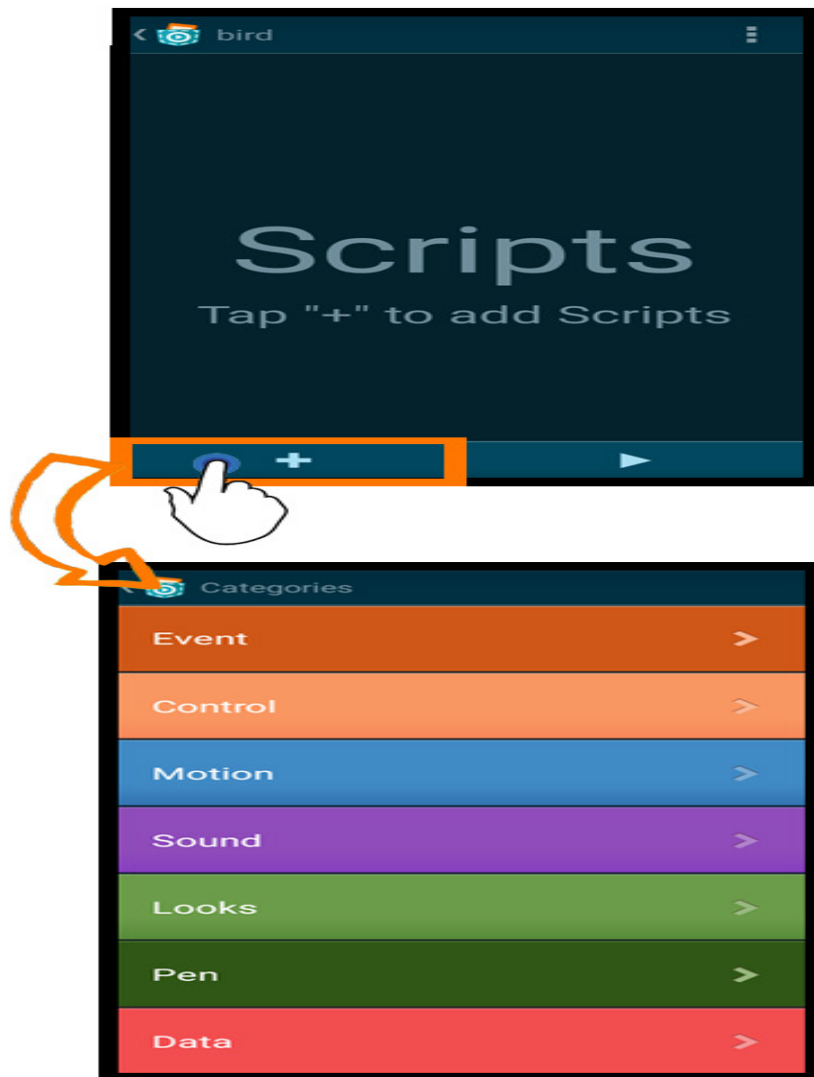 bird
Scripts
Tap "+" to add Scripts
Categories
Event
Control
Motion
Sound
Looks
Pen
Data